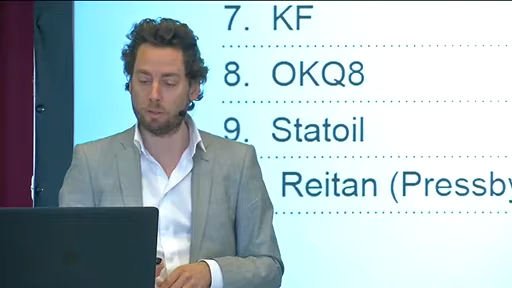 7. KF
8. OKQ8
9. Statoil
Reitan (Pressby